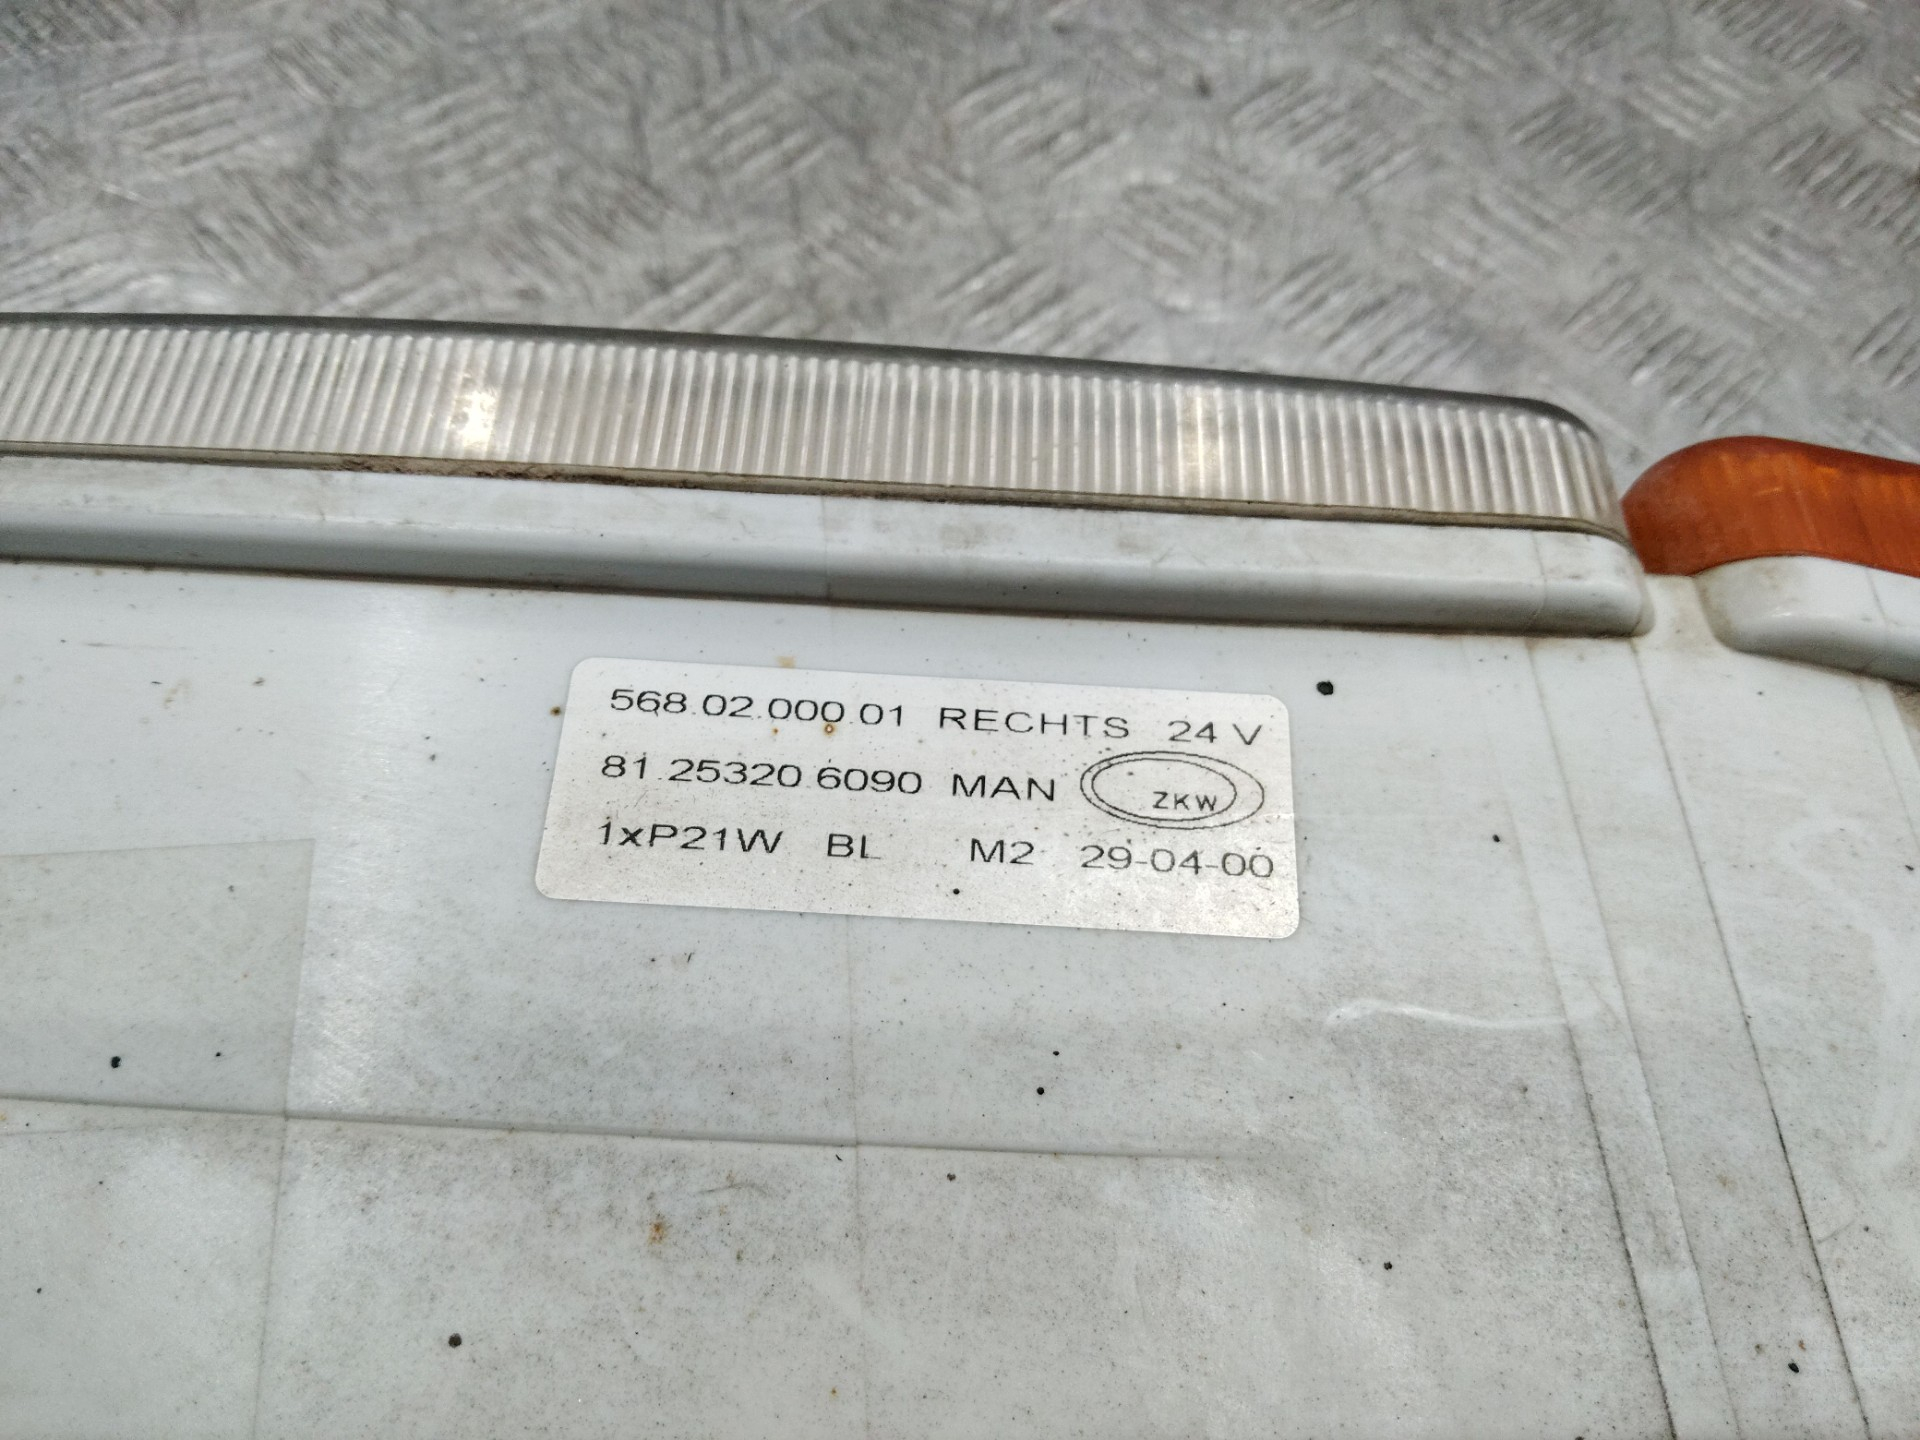 568.02.000.01 RECHTS 24 V
81.25320.6090 MAN ZKW
1xP21W BL M2 29-04-00